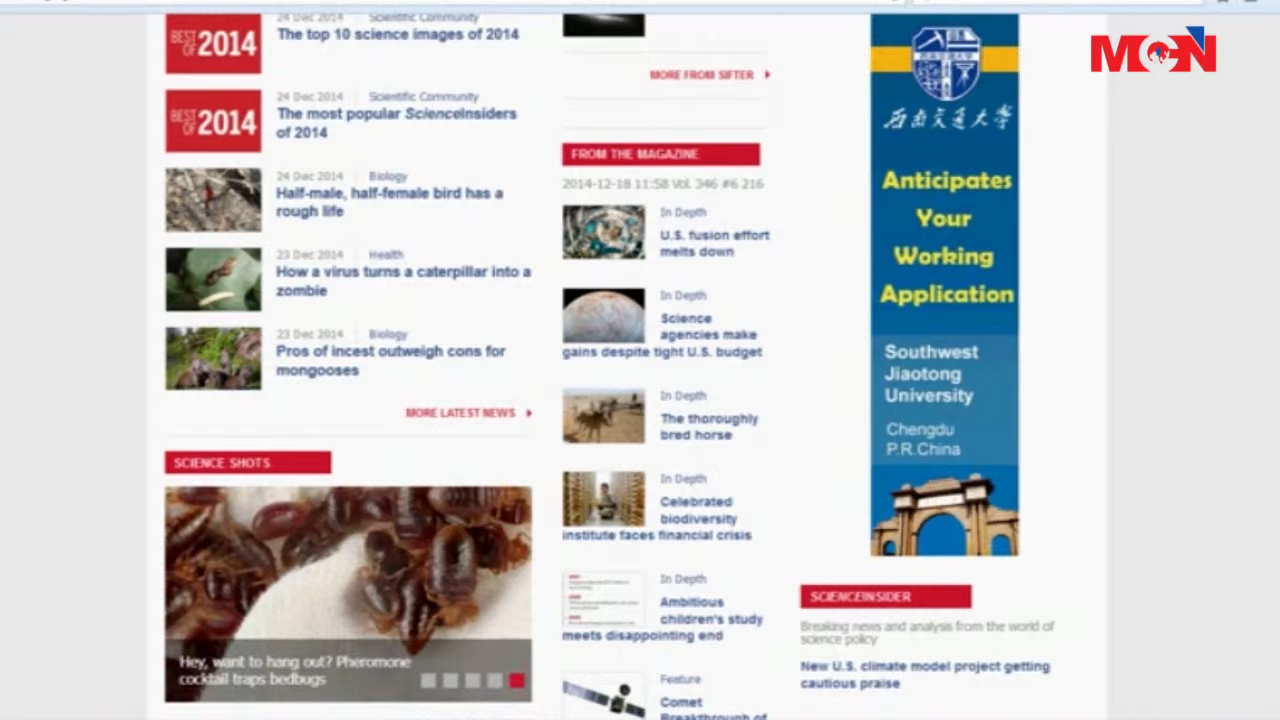 24 Dec 2014 Scientific Community
BEST OF 2014
The top 10 science images of 2014
BEST OF 2014
24 Dec 2014 Scientific Community
The most popular ScienceInsiders
of 2014
24 Dec 2014 Biology
Half-male, half-female bird has a
rough life
23 Dec 2014 Health
How a virus turns a caterpillar into a
zombie
23 Dec 2014 Biology
Pros of incest outweigh cons for
mongooses
MORE LATEST NEWS
SCIENCE SHOTS
Hey, want to hang out? Pheromone
cocktail traps bedbugs
MORE FROM SIFTER
FROM THE MAGAZINE
2014-12-18 11:58 Vol. 346 #6 216
In Depth
U.S. fusion effort
melts down
In Depth
Science
agencies make
gains despite tight U.S. budget
In Depth
The thoroughly
bred horse
In Depth
Celebrated
biodiversity
institute faces financial crisis
In Depth
Ambitious
children's study
meets disappointing end
Feature
Comet
Breakthrough of
MGN
西南交通大学
Anticipates
Your
Working
Application
Southwest
Jiaotong
University
Chengdu
P.R.China
SCIENCEINSIDER
Breaking news and analysis from the world of
science policy
New U.S. climate model project getting
cautious praise